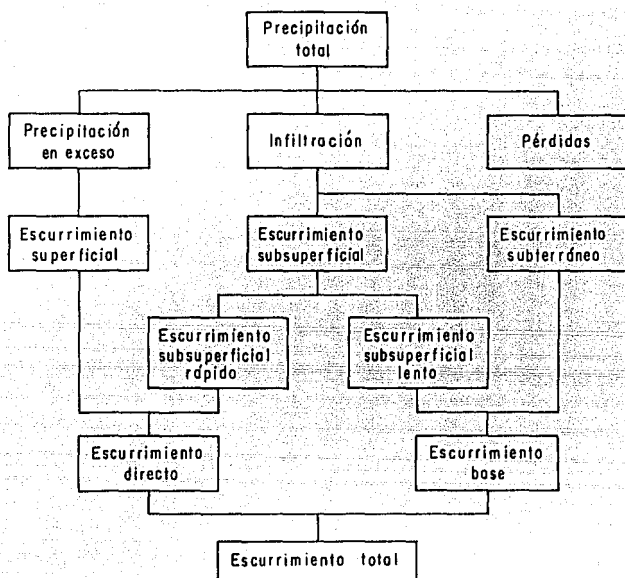 Precipitación
total
Precipitación
en exceso
Infiltración
Pérdidas
Escurrimiento
superficial
Escurrimiento
subsuperficial
Escurrimiento
subterráneo
Escurrimiento
subsuperficial
rápido
Escurrimiento
subsuperficial
lento
Escurrimiento
directo
Escurrimiento
base
Escurrimiento total